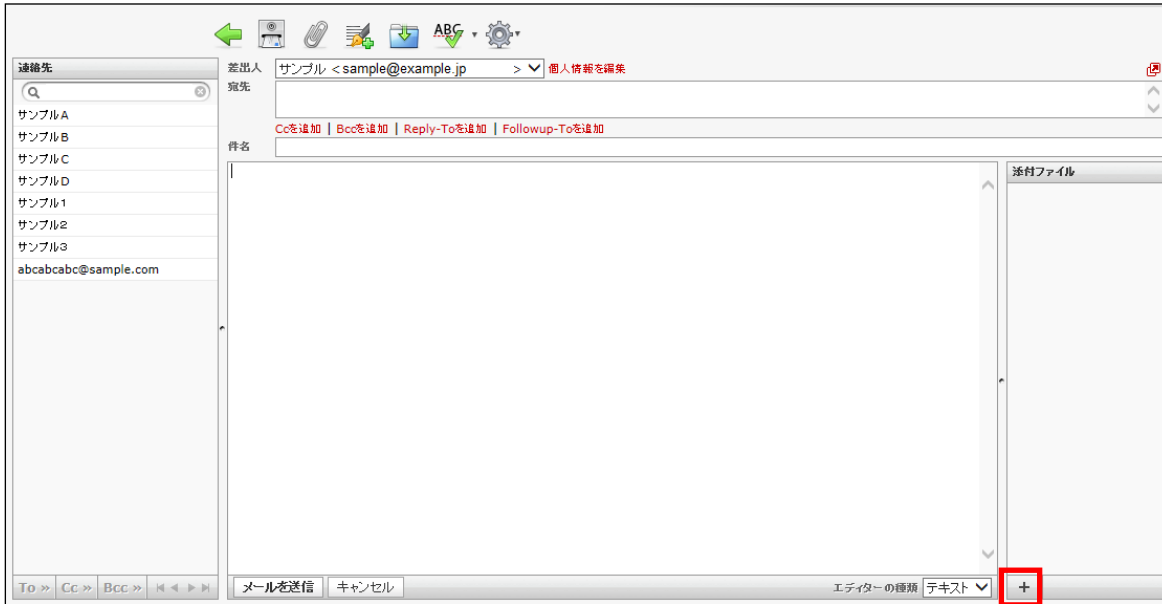 ABC
連絡先
サンプルA
サンプルB
サンプルC
サンプルD
サンプル1
サンプル2
サンプル3
abcabcabc@sample.com
To » Cc » Bcc »
差出人 サンプル <sample@example.jp > 個人情報を編集
宛先
Ccを追加 | Bccを追加 | Reply-Toを追加 | Followup-Toを追加
件名
メールを送信 キャンセル エディターの種類 テキスト
添付ファイル
+